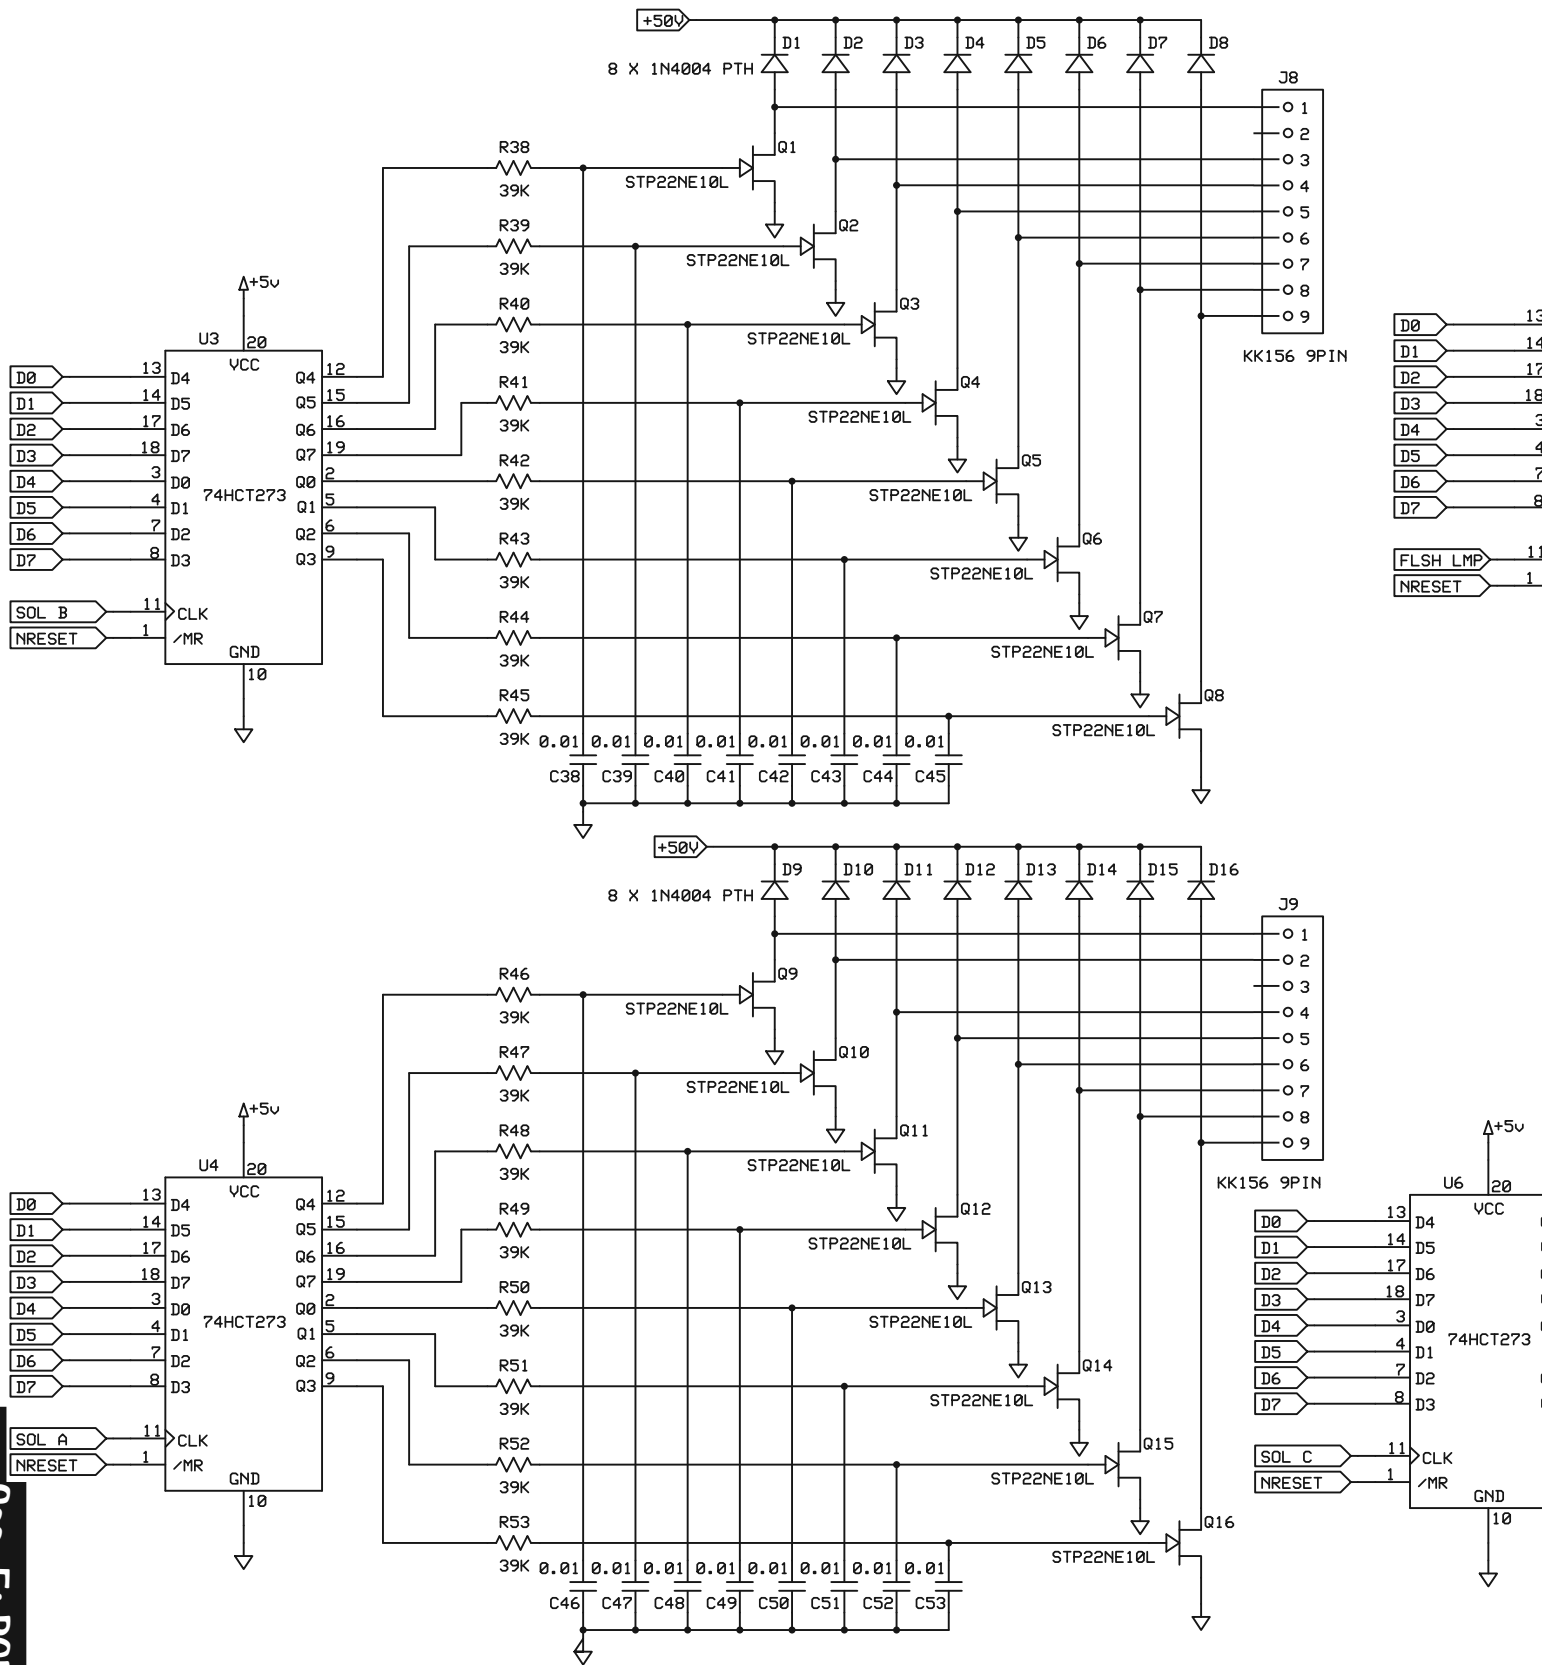 +50V
D1 D2 D3 D4 D5 D6 D7 D8
8 X 1N4004 PTH
J8
1
2
3
4
5
6
7
8
9
KK156 9PIN
R38
39K
Q1
STP22NE10L
R39
39K
Q2
STP22NE10L
R40
39K
Q3
STP22NE10L
R41
39K
Q4
STP22NE10L
R42
39K
Q5
STP22NE10L
R43
39K
Q6
STP22NE10L
R44
39K
Q7
STP22NE10L
R45
39K
Q8
STP22NE10L
+5v
U3
20
VCC
D0 13 D4 Q4 12
D1 14 D5 Q5 15
D2 17 D6 Q6 16
D3 18 D7 Q7 19
D4 3 D0 Q0 2
74HCT273
D5 4 D1 Q1 5
D6 7 D2 Q2 6
D7 8 D3 Q3 9
SOL B 11 CLK
NRESET 1 /MR
GND
10
0.01 0.01 0.01 0.01 0.01 0.01 0.01 0.01
C38 C39 C40 C41 C42 C43 C44 C45
D0 13
D1 14
D2 17
D3 18
D4 3
D5 4
D6 7
D7 8
FLSH LMP 11
NRESET 1
+50V
D9 D10 D11 D12 D13 D14 D15 D16
8 X 1N4004 PTH
J9
1
2
3
4
5
6
7
8
9
KK156 9PIN
R46
39K
Q9
STP22NE10L
R47
39K
Q10
STP22NE10L
R48
39K
Q11
STP22NE10L
R49
39K
Q12
STP22NE10L
R50
39K
Q13
STP22NE10L
R51
39K
Q14
STP22NE10L
R52
39K
Q15
STP22NE10L
R53
39K
Q16
STP22NE10L
+5v
U4
20
VCC
D0 13 D4 Q4 12
D1 14 D5 Q5 15
D2 17 D6 Q6 16
D3 18 D7 Q7 19
D4 3 D0 Q0 2
74HCT273
D5 4 D1 Q1 5
D6 7 D2 Q2 6
D7 8 D3 Q3 9
SOL A 11 CLK
NRESET 1 /MR
GND
10
0.01 0.01 0.01 0.01 0.01 0.01 0.01 0.01
C46 C47 C48 C49 C50 C51 C52 C53
+5v
U6
20
VCC
D0 13 D4
D1 14 D5
D2 17 D6
D3 18 D7
D4 3 D0
74HCT273
D5 4 D1
D6 7 D2
D7 8 D3
SOL C 11 CLK
NRESET 1 /MR
GND
10